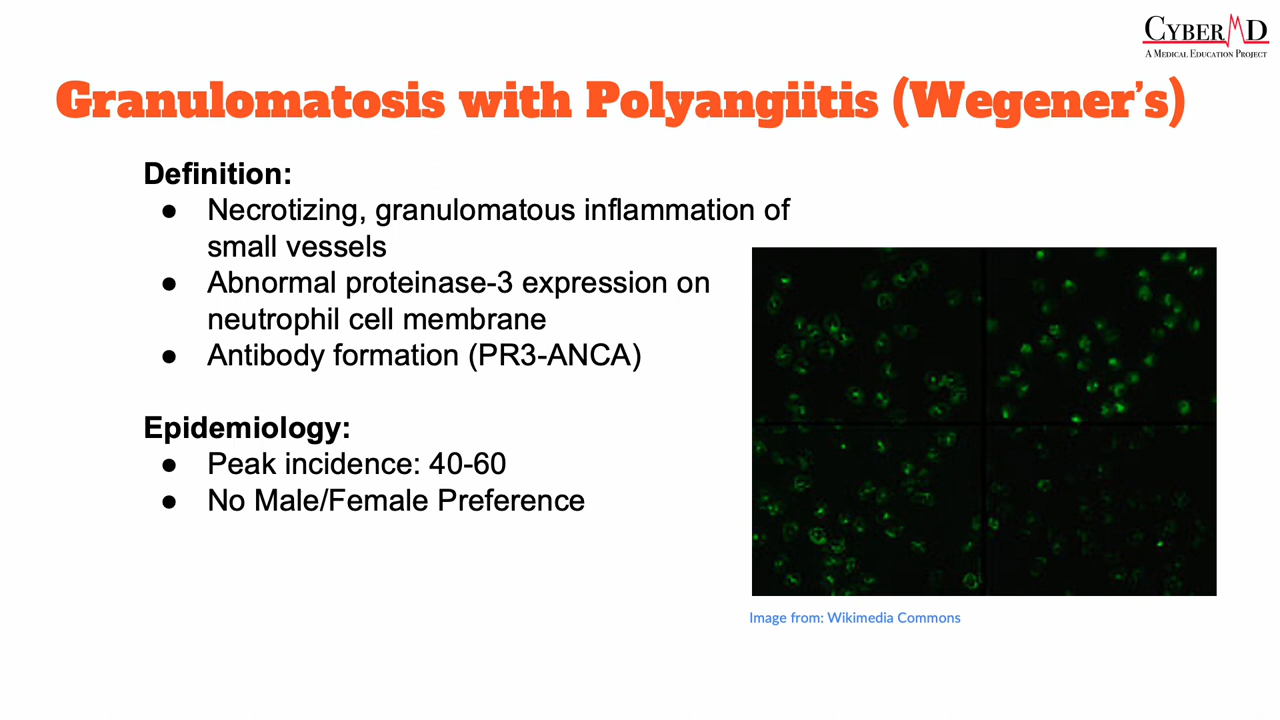 CYBERMD
A MEDICAL EDUCATION PROJECT
Granulomatosis with Polyangiitis (Wegener's)
Definition:
● Necrotizing, granulomatous inflammation of
small vessels
● Abnormal proteinase-3 expression on
neutrophil cell membrane
● Antibody formation (PR3-ANCA)
Epidemiology:
● Peak incidence: 40-60
● No Male/Female Preference
Image from: Wikimedia Commons